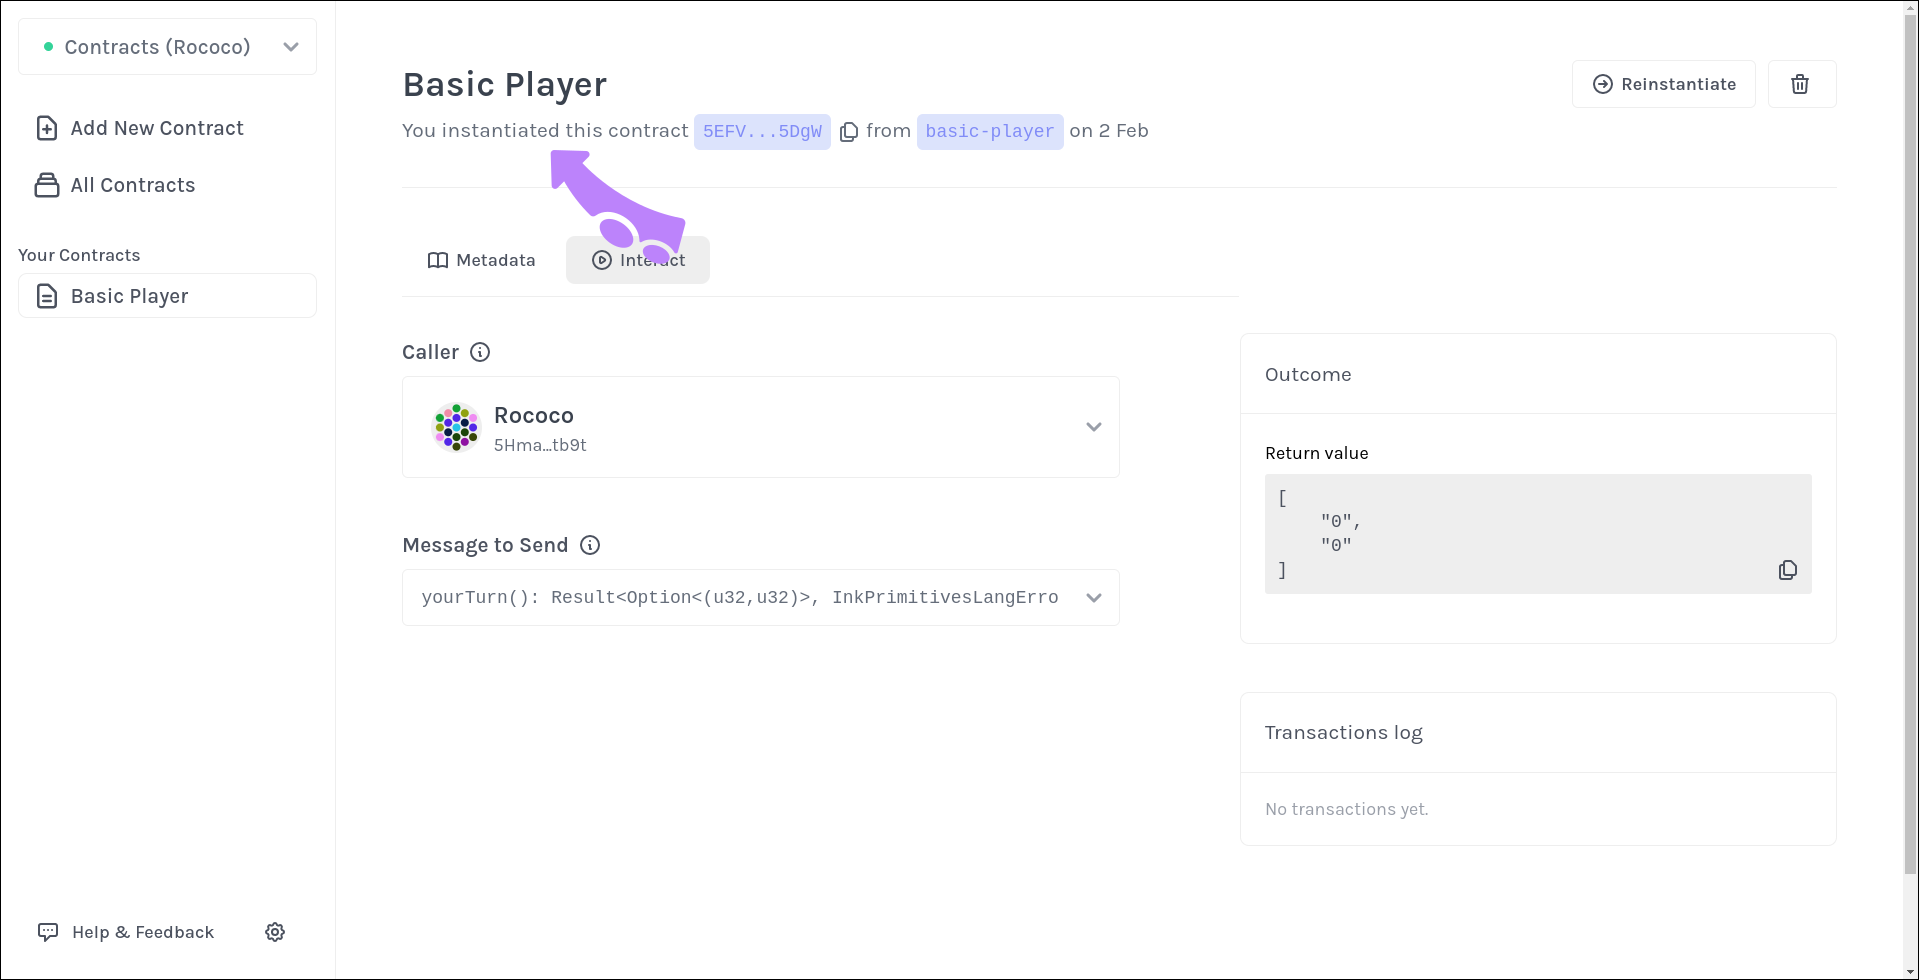 Contracts (Rococo)
Add New Contract
All Contracts
Your Contracts
Basic Player
Help & Feedback
Basic Player
You instantiated this contract 5EFV...5DgW from basic-player on 2 Feb
Reinstantiate
Metadata
Interact
Caller
Rococo
5Hma…tb9t
Message to Send
yourTurn(): Result<Option<(u32,u32)>, InkPrimitivesLangErro
Outcome
Return value
[
"0",
"0"
]
Transactions log
No transactions yet.